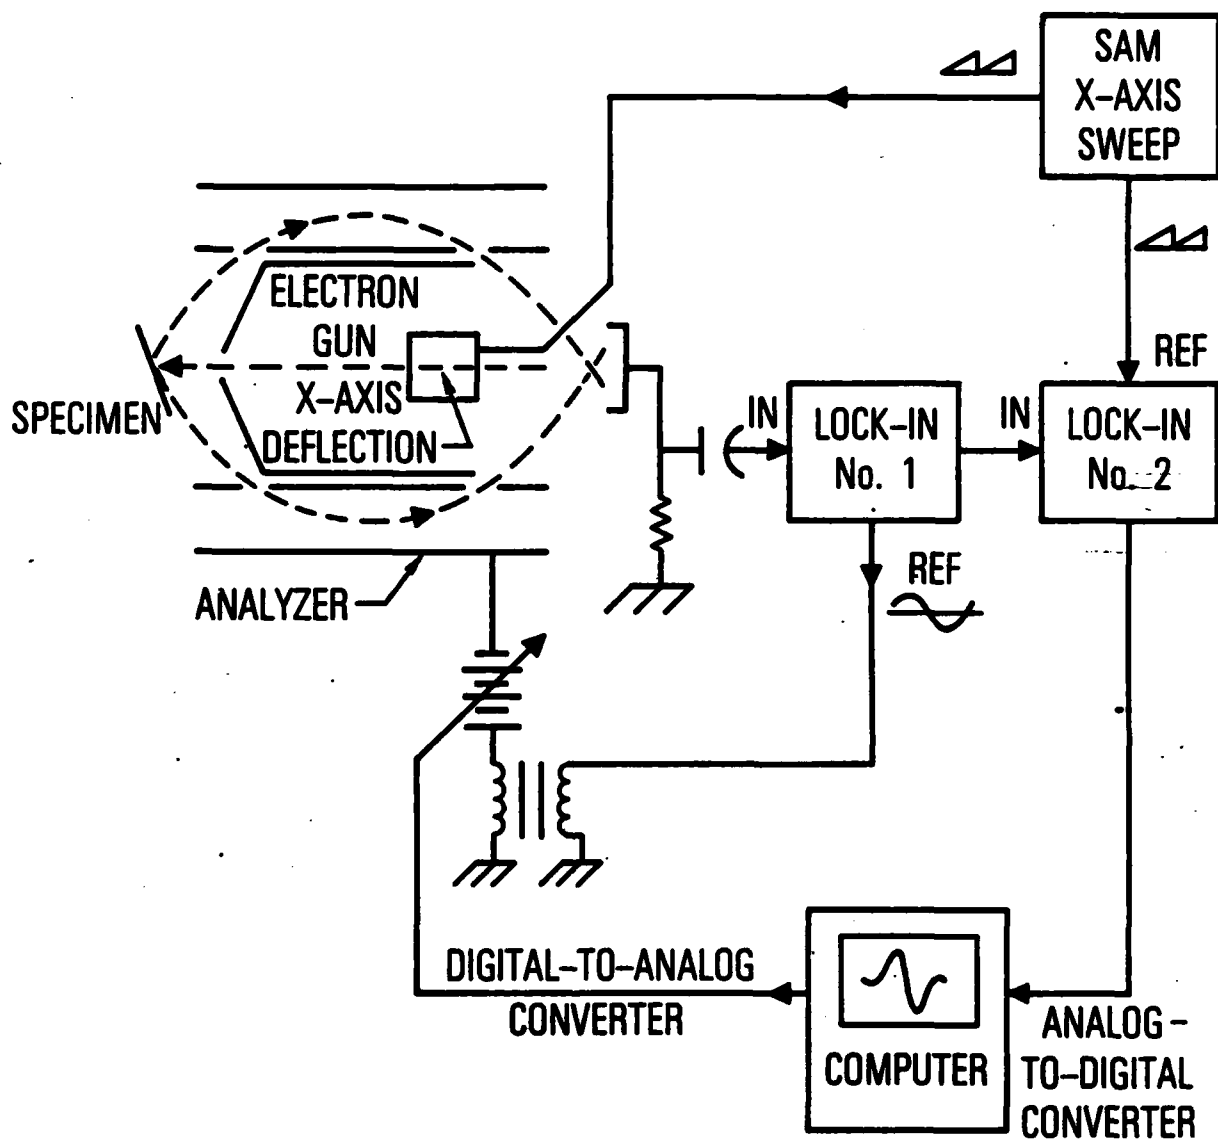 SAM
X-AXIS
SWEEP
ELECTRON
GUN
X-AXIS
DEFLECTION
SPECIMEN
ANALYZER
REF
IN
LOCK-IN
No. 1
IN
LOCK-IN
No. 2
REF
DIGITAL-TO-ANALOG
CONVERTER
COMPUTER
ANALOG-
TO-DIGITAL
CONVERTER